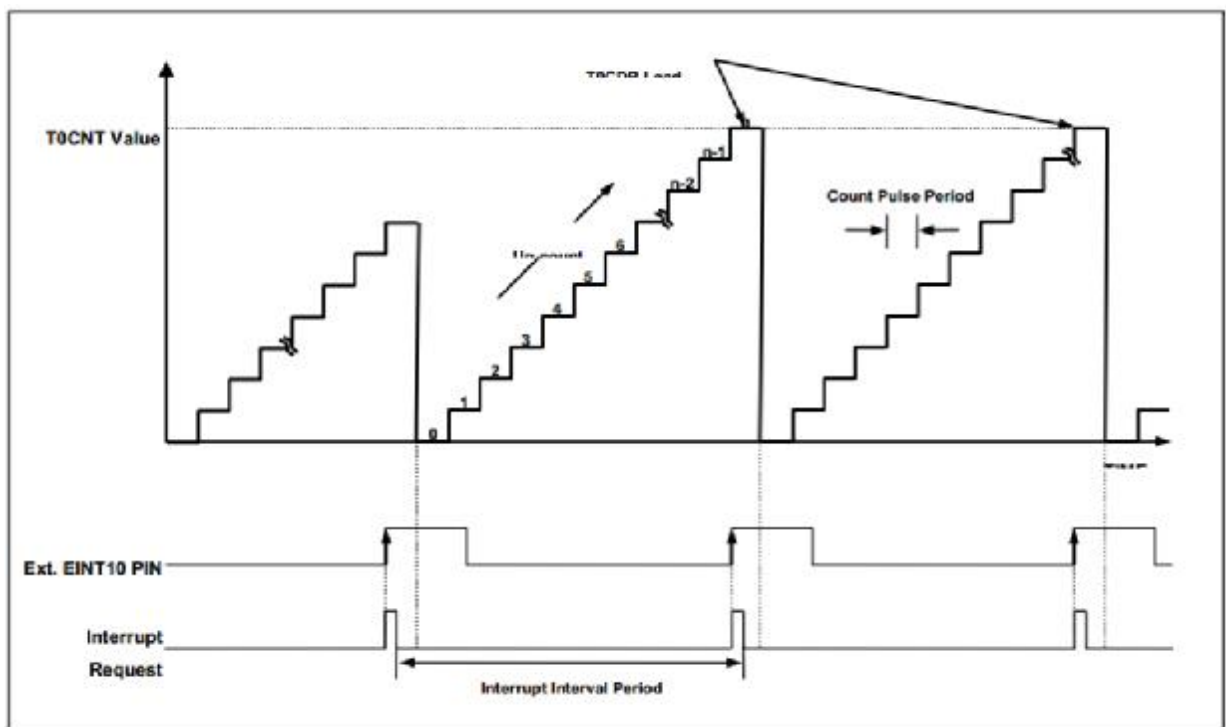 T0CNT Value
n
n-1
n-2
Count Pulse Period
6
5
4
3
2
1
0
Ext. EINT10 PIN
Interrupt
Request
Interrupt Interval Period